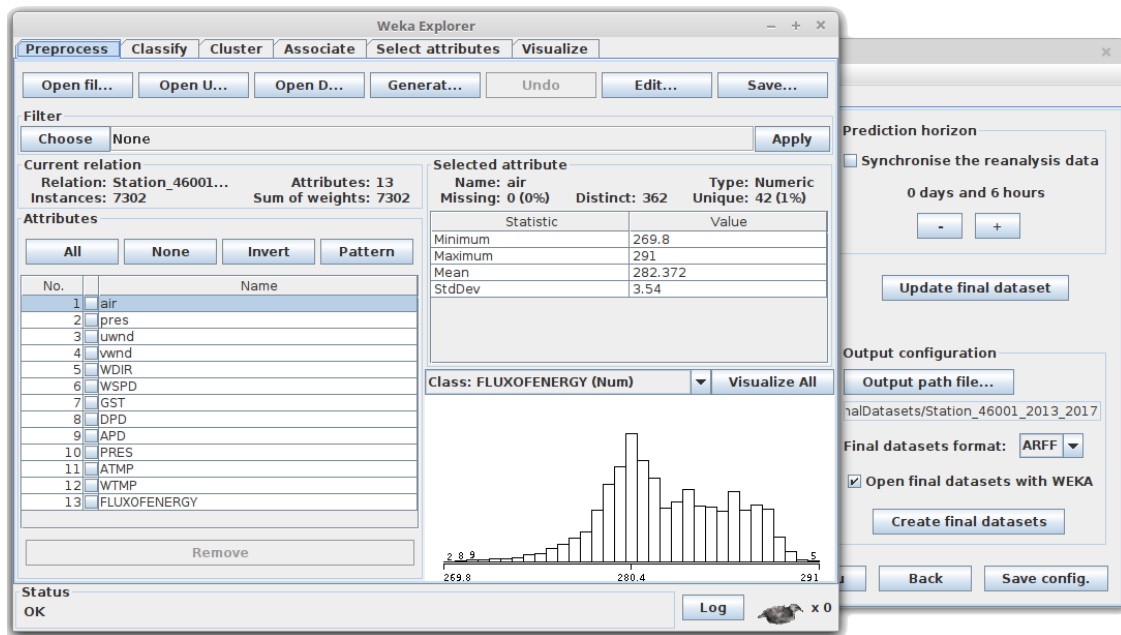 Weka Explorer
Preprocess Classify Cluster Associate Select attributes Visualize
Open fil... Open U... Open D... Generat... Undo Edit... Save...
Filter
Choose None Apply
Current relation
Relation: Station_46001... Attributes: 13
Instances: 7302 Sum of weights: 7302
Attributes
All None Invert Pattern
No. Name
1 air
2 pres
3 uwnd
4 vwnd
5 WDIR
6 WSPD
7 GST
8 DPD
9 APD
10 PRES
11 ATMP
12 WTMP
13 FLUXOFENERGY
Remove
Selected attribute
Name: air Type: Numeric
Missing: 0 (0%) Distinct: 362 Unique: 42 (1%)
Statistic Value
Minimum 269.8
Maximum 291
Mean 282.372
StdDev 3.54
Class: FLUXOFENERGY (Num) Visualize All
2 8 9 5
269.8 280.4 291
Status
OK
Log x 0
Prediction horizon
Synchronise the reanalysis data
0 days and 6 hours
- +
Update final dataset
Output configuration
Output path file...
nalDatasets/Station_46001_2013_2017
Final datasets format: ARFF
Open final datasets with WEKA
Create final datasets
Back Save config.